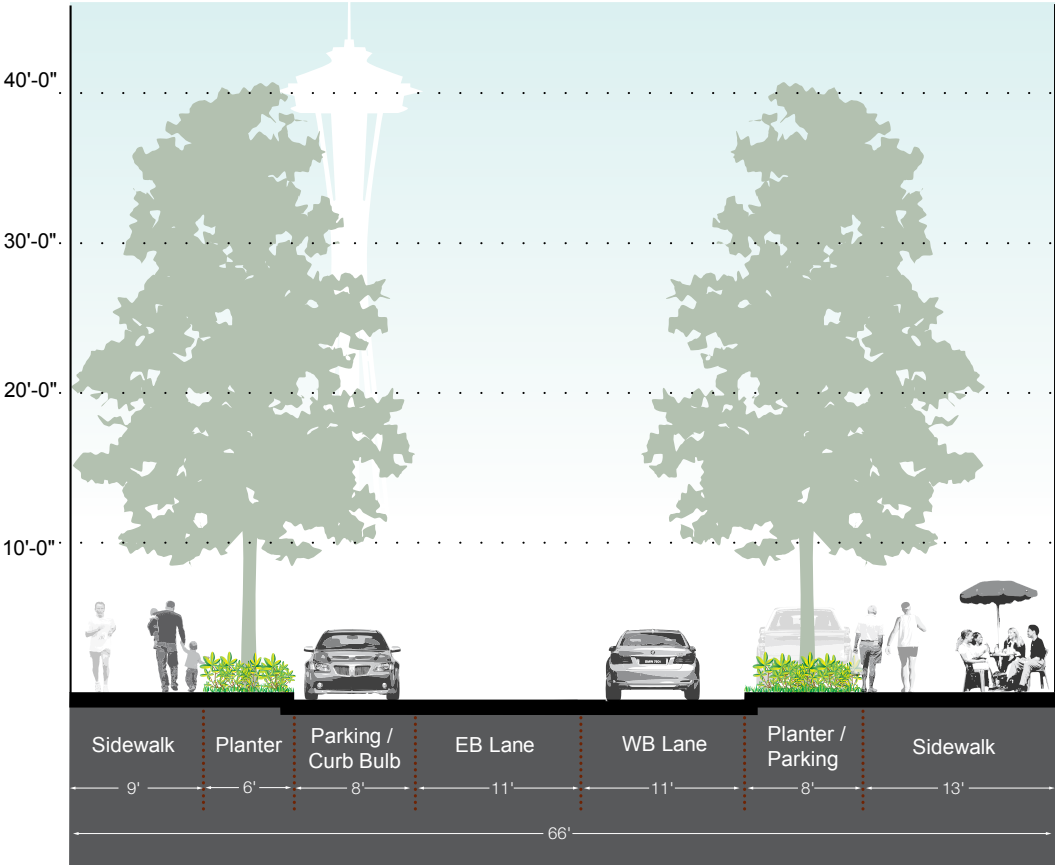 40'-0"
30'-0"
20'-0"
10'-0"
Sidewalk
Planter
Parking /
Curb Bulb
EB Lane
WB Lane
Planter /
Parking
Sidewalk
9'
6'
8'
11'
11'
8'
13'
66'